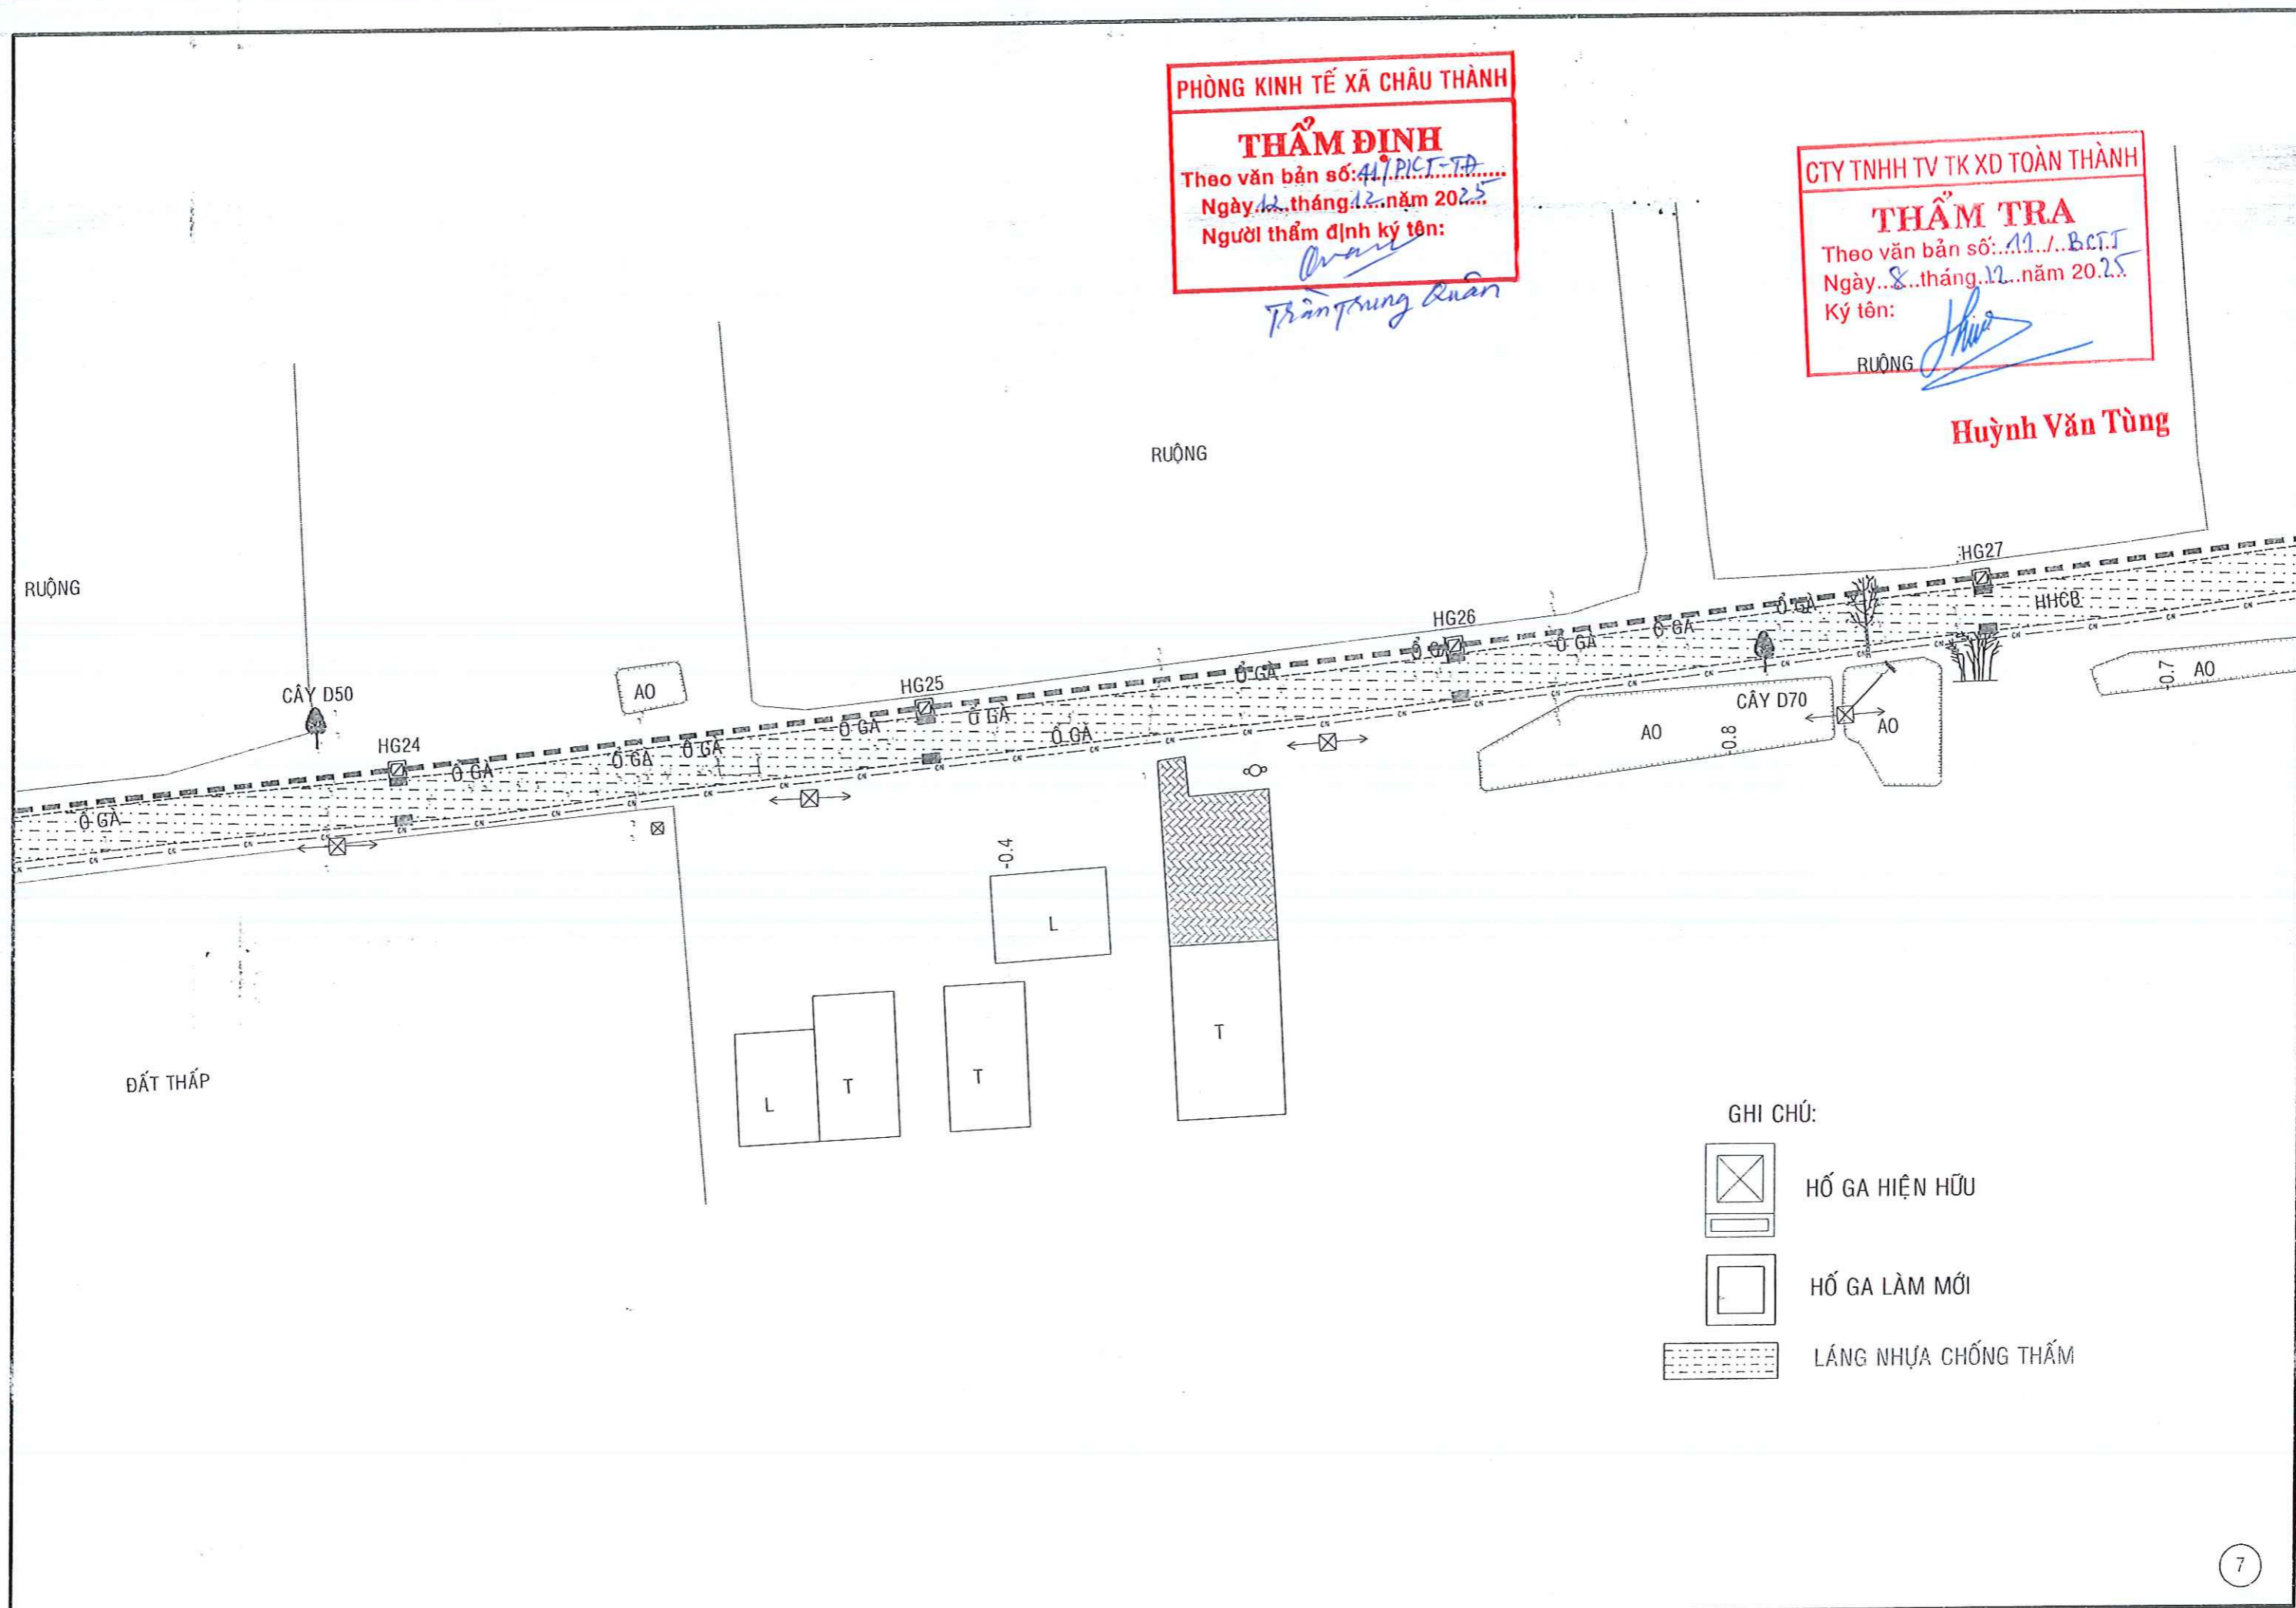 PHÒNG KINH TẾ XÃ CHÂU THÀNH
THẨM ĐỊNH
Theo văn bản số: 41/PKT-TĐ
Ngày 12 tháng 12 năm 2025
Người thẩm định ký tên:
Trần Trung Quân
CTY TNHH TV TK XD TOÀN THÀNH
THẨM TRA
Theo văn bản số: 11/BCTT
Ngày 8 tháng 12 năm 2025
Ký tên:
RUỘNG
Huỳnh Văn Tùng
RUỘNG
RUỘNG
HG27
HHCB
Ổ GÀ
HG26
Ổ GÀ
Ổ GÀ
Ổ GÀ
Ổ GÀ
AO
-0.7
CÂY D50
AO
HG25
CÂY D70
AO
-0.8
AO
Ổ GÀ
Ổ GÀ
Ổ GÀ
HG24
Ổ GÀ
Ổ GÀ
Ổ GÀ
Ổ GÀ
CN
-0.4
L
T
L
T
T
ĐẤT THẤP
GHI CHÚ:
HỐ GA HIỆN HỮU
HỐ GA LÀM MỚI
LÁNG NHỰA CHỐNG THẤM
7